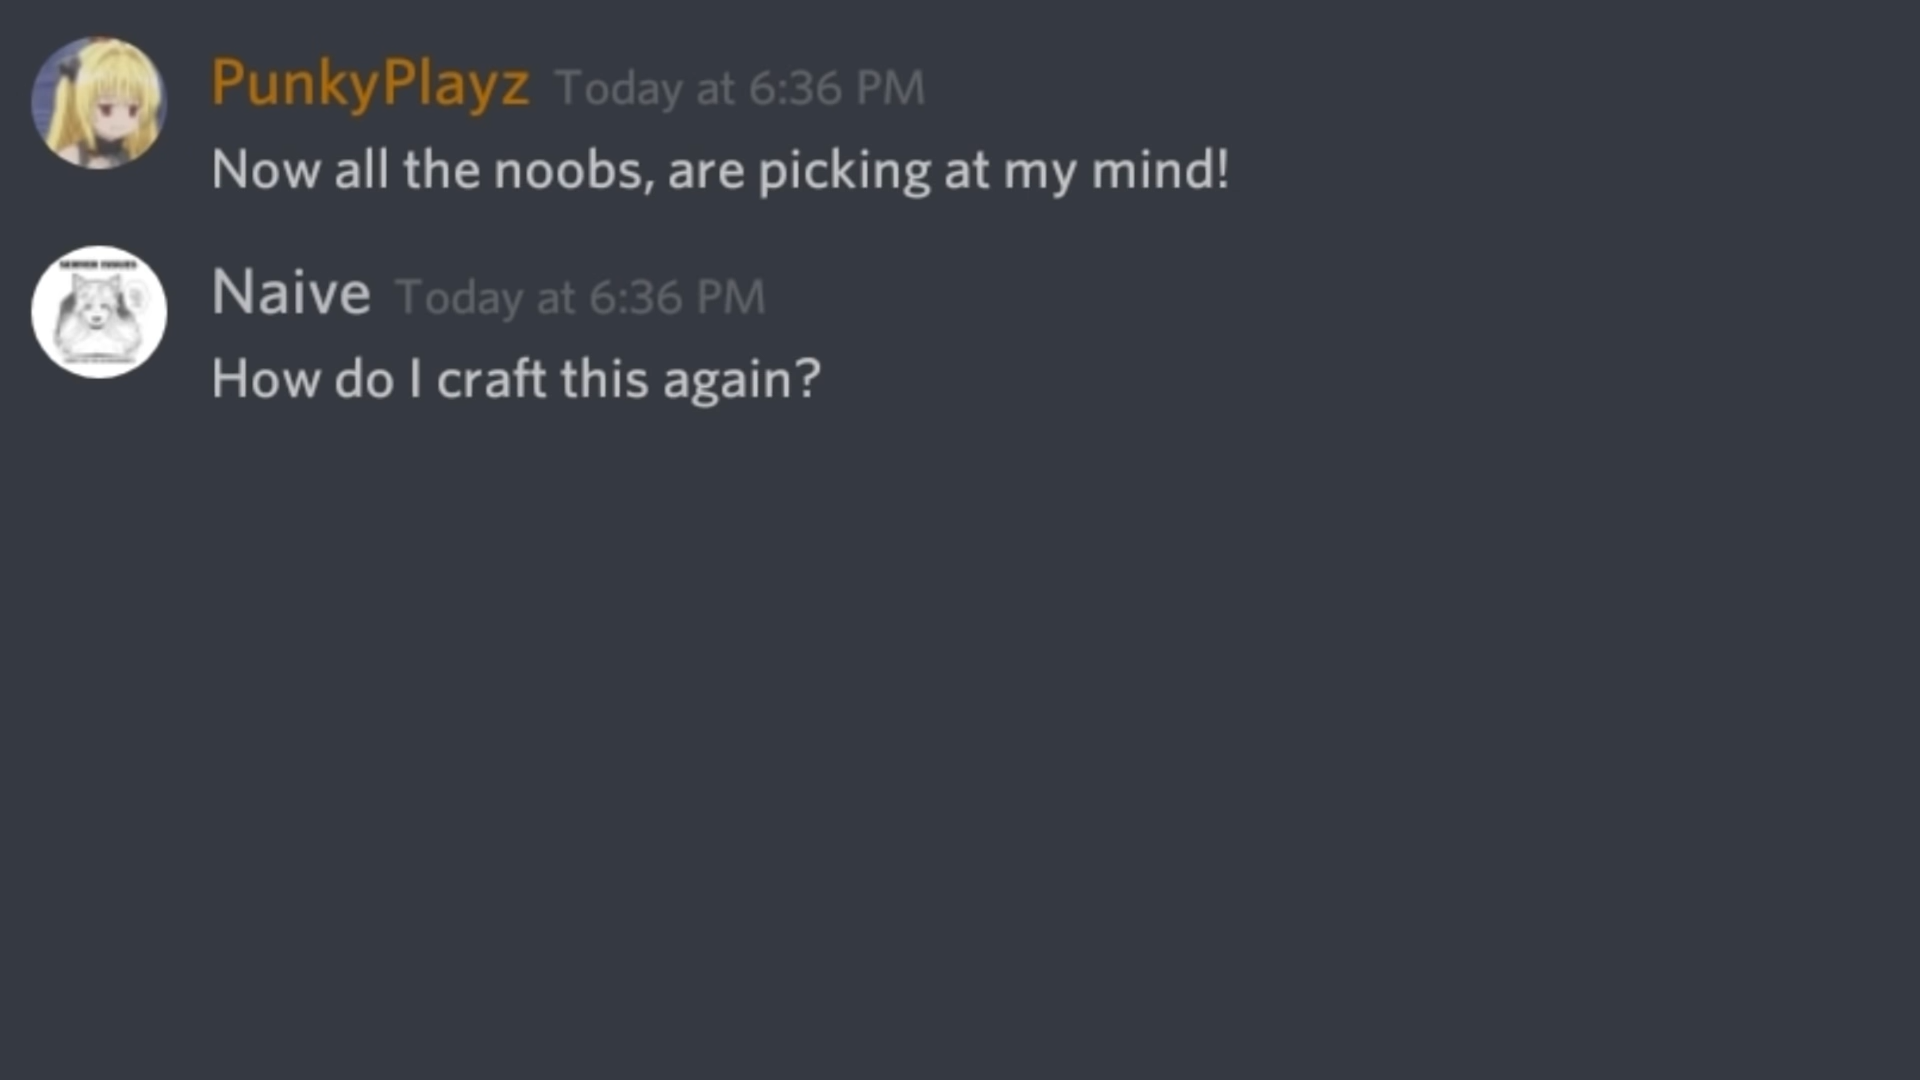 PunkyPlayz Today at 6:36 PM
Now all the noobs, are picking at my mind!
Naive Today at 6:36 PM
How do I craft this again?